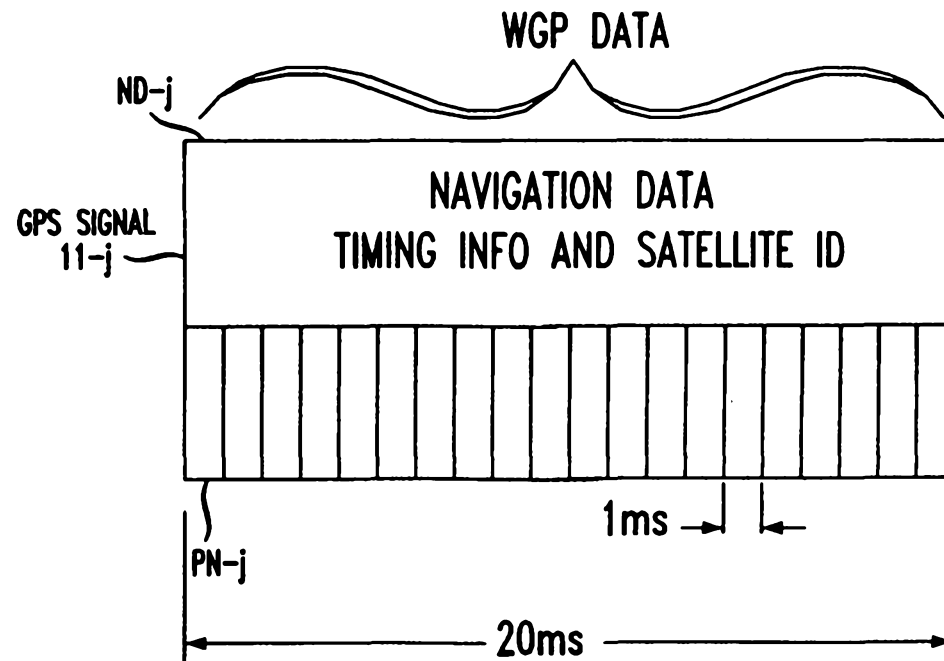 WGP DATA
ND-j
NAVIGATION DATA
TIMING INFO AND SATELLITE ID
GPS SIGNAL
11-j
1ms
PN-j
20ms